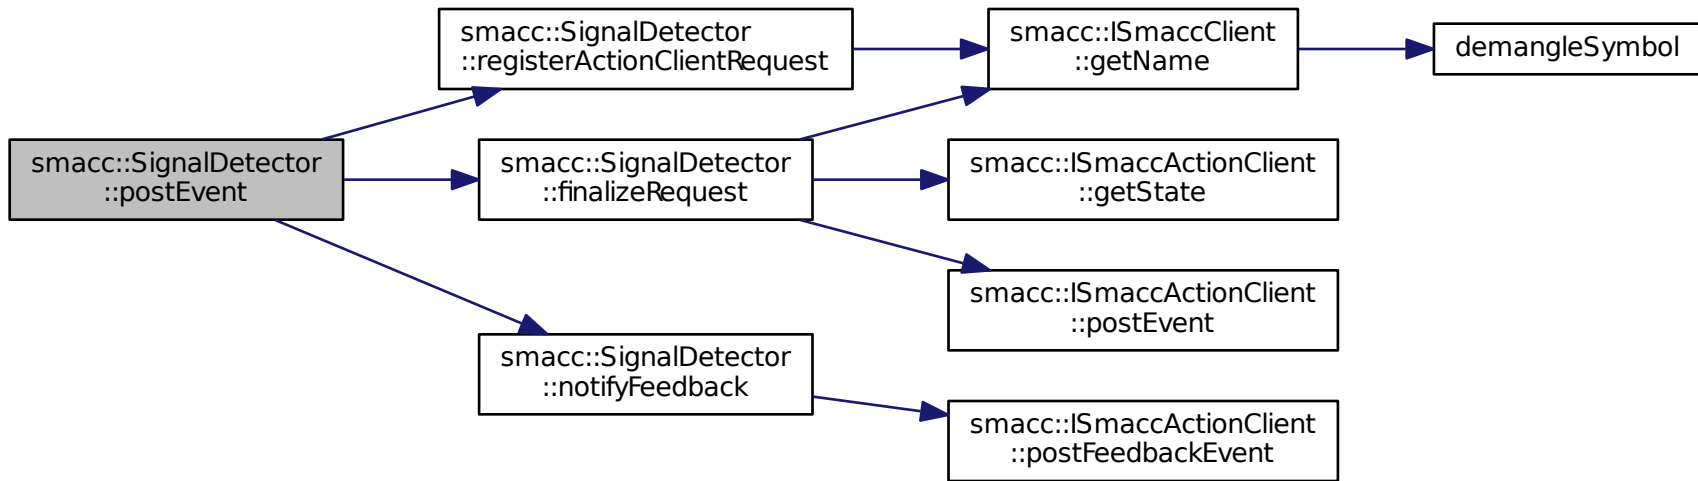 smacc::SignalDetector
::registerActionClientRequest
smacc::ISmaccClient
::getName
demangleSymbol
smacc::SignalDetector
::postEvent
smacc::SignalDetector
::finalizeRequest
smacc::ISmaccActionClient
::getState
smacc::ISmaccActionClient
::postEvent
smacc::SignalDetector
::notifyFeedback
smacc::ISmaccActionClient
::postFeedbackEvent